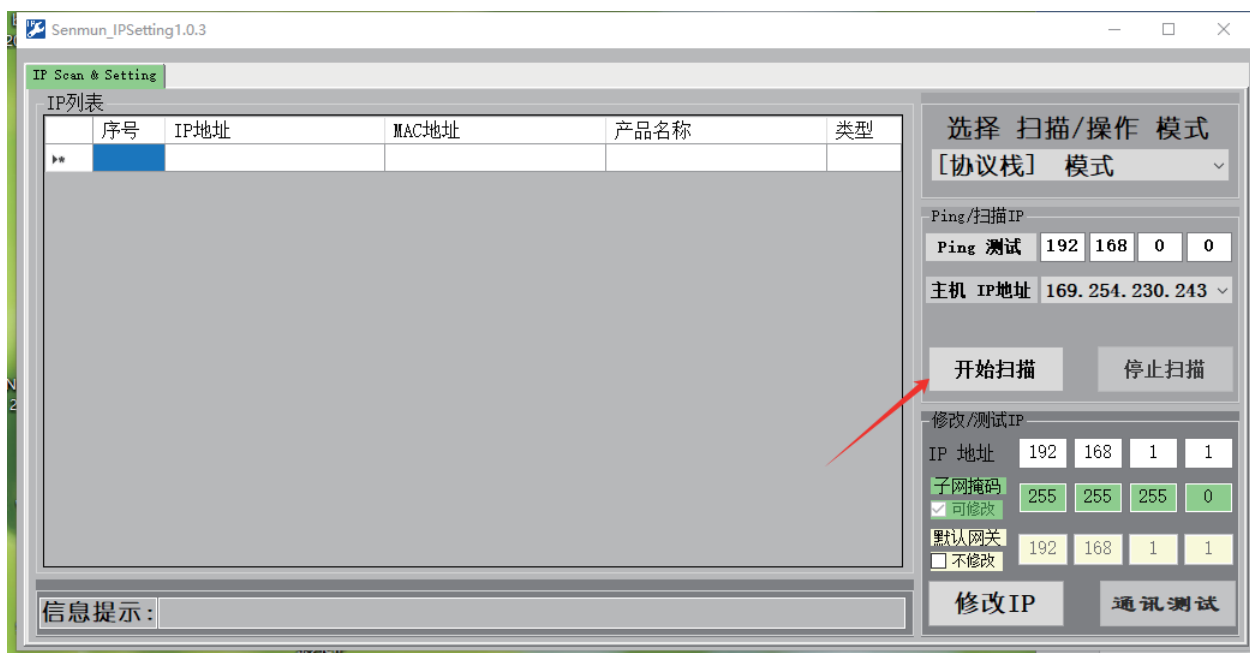 Senmun_IPSetting1.0.3
IP Scan & Setting
IP列表
序号 IP地址 MAC地址 产品名称 类型
选择 扫描/操作 模式
[协议栈] 模式
Ping/扫描IP
Ping 测试 192 168 0 0
主机 IP地址 169.254.230.243
开始扫描 停止扫描
修改/测试IP
IP 地址 192 168 1 1
子网掩码 255 255 255 0
可修改
默认网关 192 168 1 1
不修改
修改IP 通讯测试
信息提示: